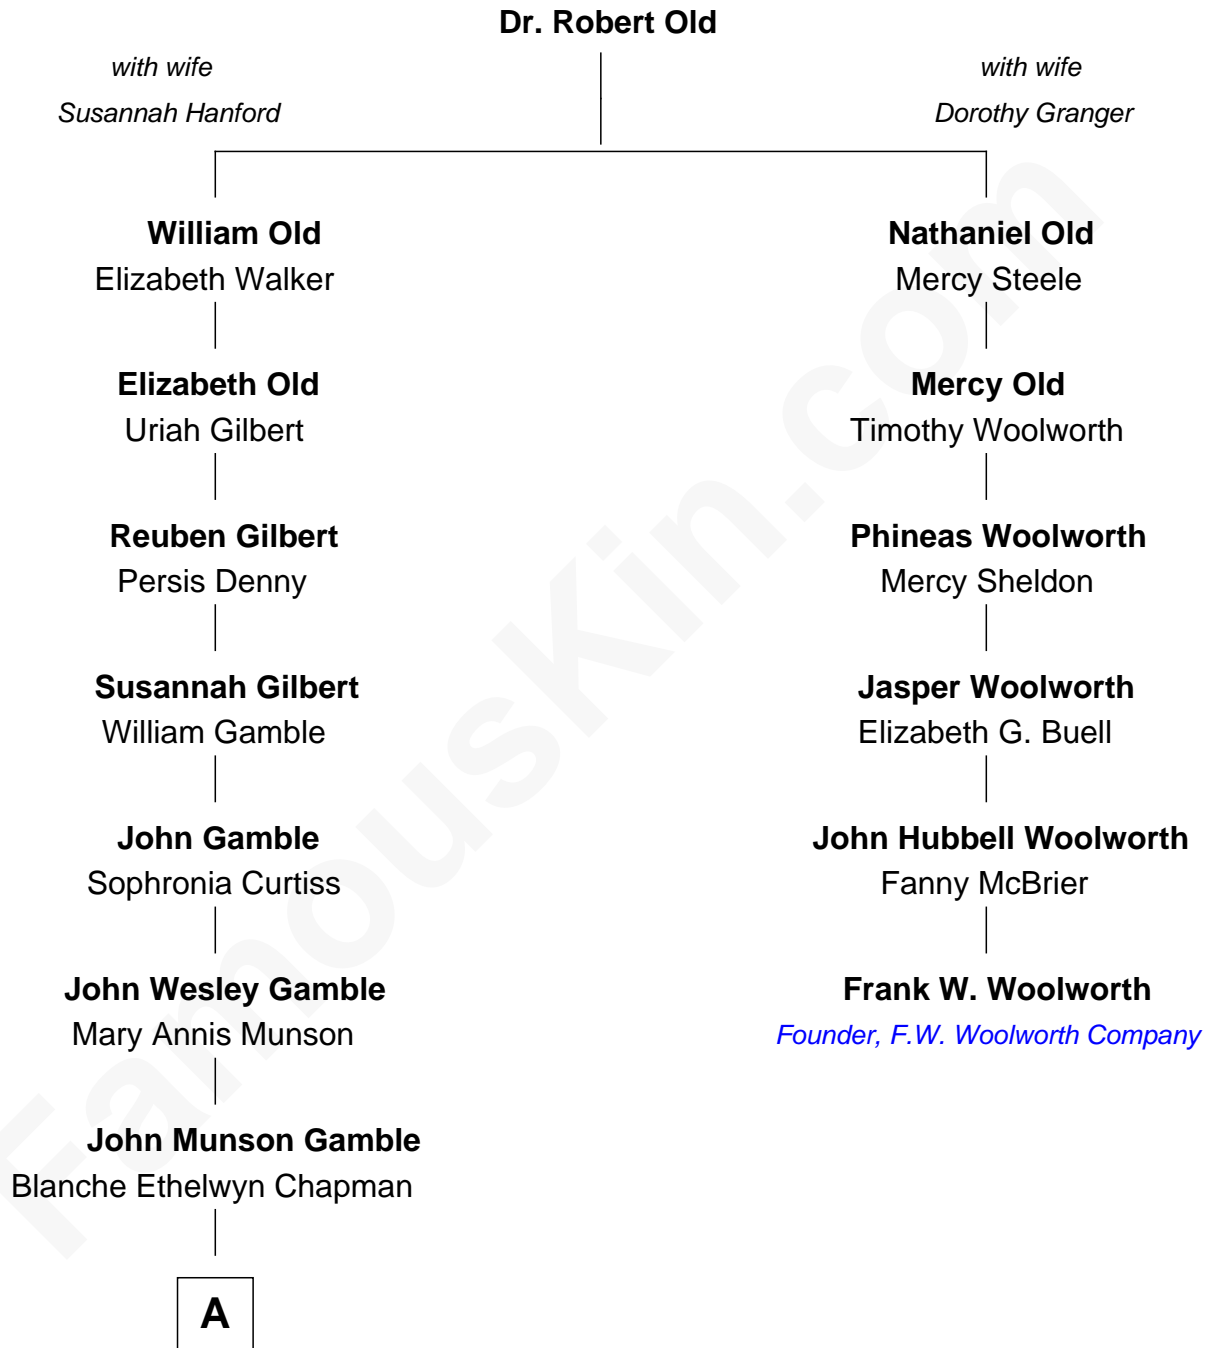 Dr. Robert Old
with wife
Susannah Hanford
with wife
Dorothy Granger
William Old
Elizabeth Walker
Nathaniel Old
Mercy Steele
Elizabeth Old
Uriah Gilbert
Mercy Old
Timothy Woolworth
Reuben Gilbert
Persis Denny
Phineas Woolworth
Mercy Sheldon
Susannah Gilbert
William Gamble
Jasper Woolworth
Elizabeth G. Buell
John Gamble
Sophronia Curtiss
John Hubbell Woolworth
Fanny McBrier
John Wesley Gamble
Mary Annis Munson
Frank W. Woolworth
Founder, F.W. Woolworth Company
John Munson Gamble
Blanche Ethelwyn Chapman
A
FamousKin.com